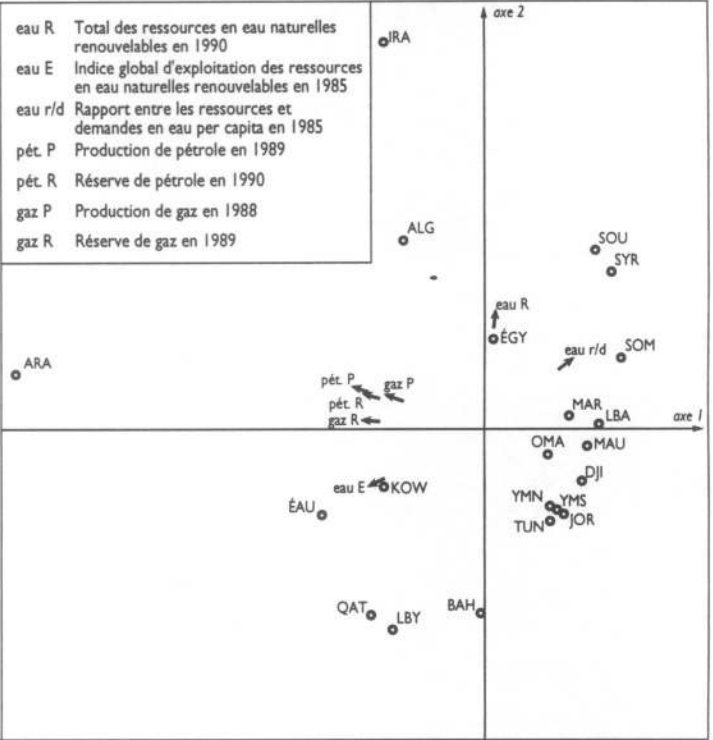 eau R Total des ressources en eau naturelles
renouvelables en 1990
eau E Indice global d'exploitation des ressources
en eau naturelles renouvelables en 1985
eau r/d Rapport entre les ressources et
demandes en eau per capita en 1985
pét. P Production de pétrole en 1989
pét. R Réserve de pétrole en 1990
gaz P Production de gaz en 1988
gaz R Réserve de gaz en 1989
axe 2
IRA
ALG
SOU
SYR
eau R
ÉGY
eau r/d
SOM
ARA
pét. P
gaz P
pét. R
gaz R
MAR
LBA
axe 1
OMA
MAU
DJI
eau E
KOW
ÉAU
YMN
YMS
TUN
JOR
QAT
LBY
BAH